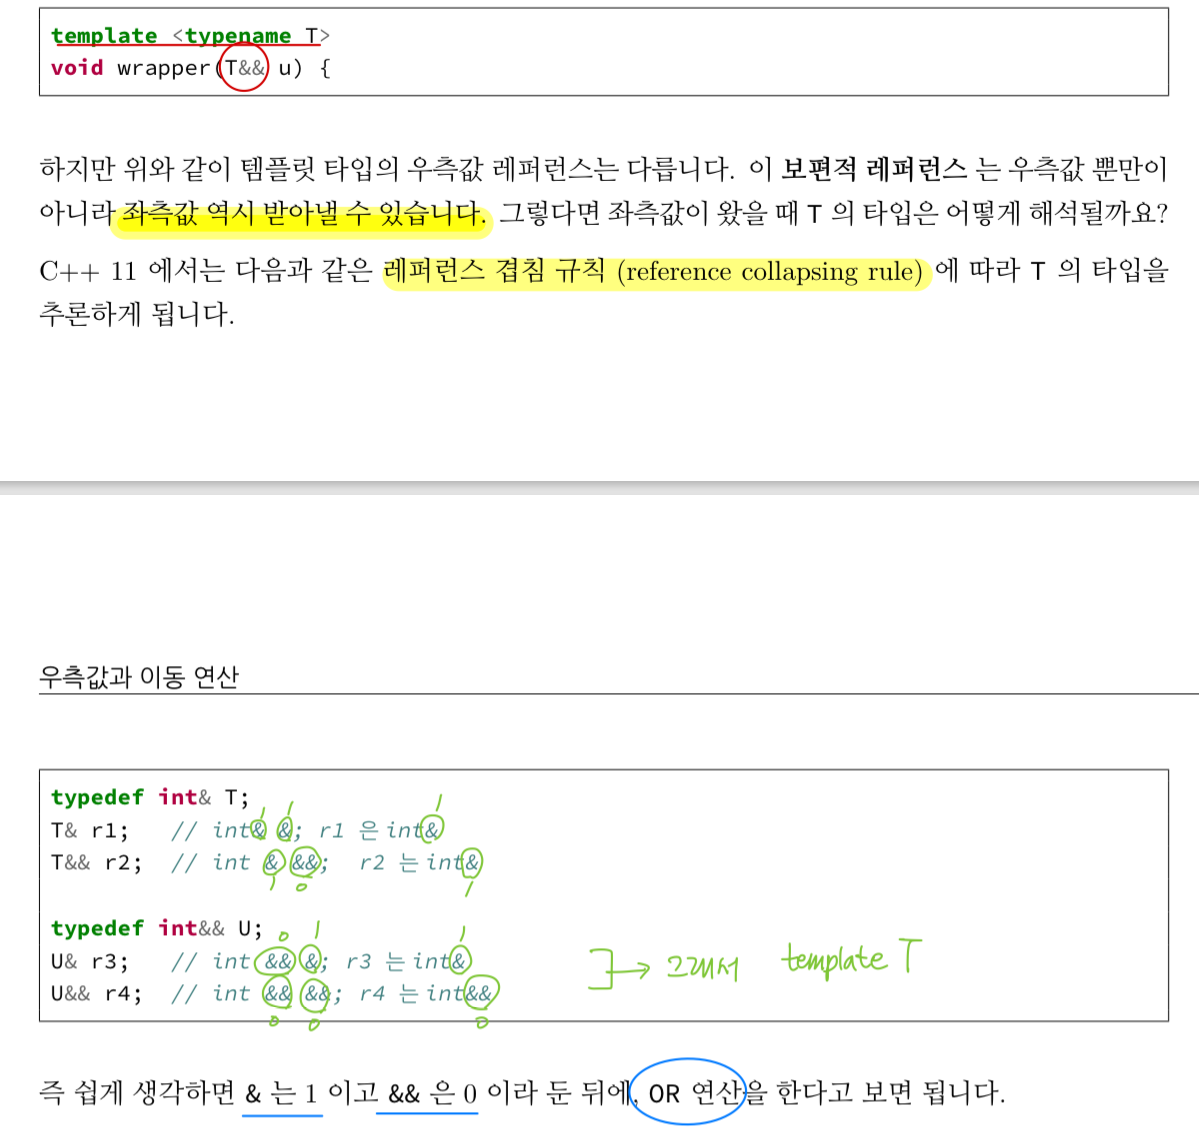 template <typename T>
void wrapper(T&& u) {
하지만 위와 같이 템플릿 타입의 우측값 레퍼런스는 다릅니다. 이 보편적 레퍼런스 는 우측값 뿐만이
아니라 좌측값 역시 받아낼 수 있습니다. 그렇다면 좌측값이 왔을 때 T 의 타입은 어떻게 해석될까요?
C++ 11 에서는 다음과 같은 레퍼런스 겹침 규칙 (reference collapsing rule) 에 따라 T 의 타입을
추론하게 됩니다.
우측값과 이동 연산
typedef int& T;
1 1 1
T& r1; // int& &; r1 은 int&
T&& r2; // int & &&; r2 는 int&
1 0 1
typedef int&& U;
0 1 1
U& r3; // int && &; r3 는 int&
→ 그래서 template T
U&& r4; // int && &&; r4 는 int&&
0 0 0
즉 쉽게 생각하면 & 는 1 이고 && 은 0 이라 둔 뒤에, OR 연산을 한다고 보면 됩니다.